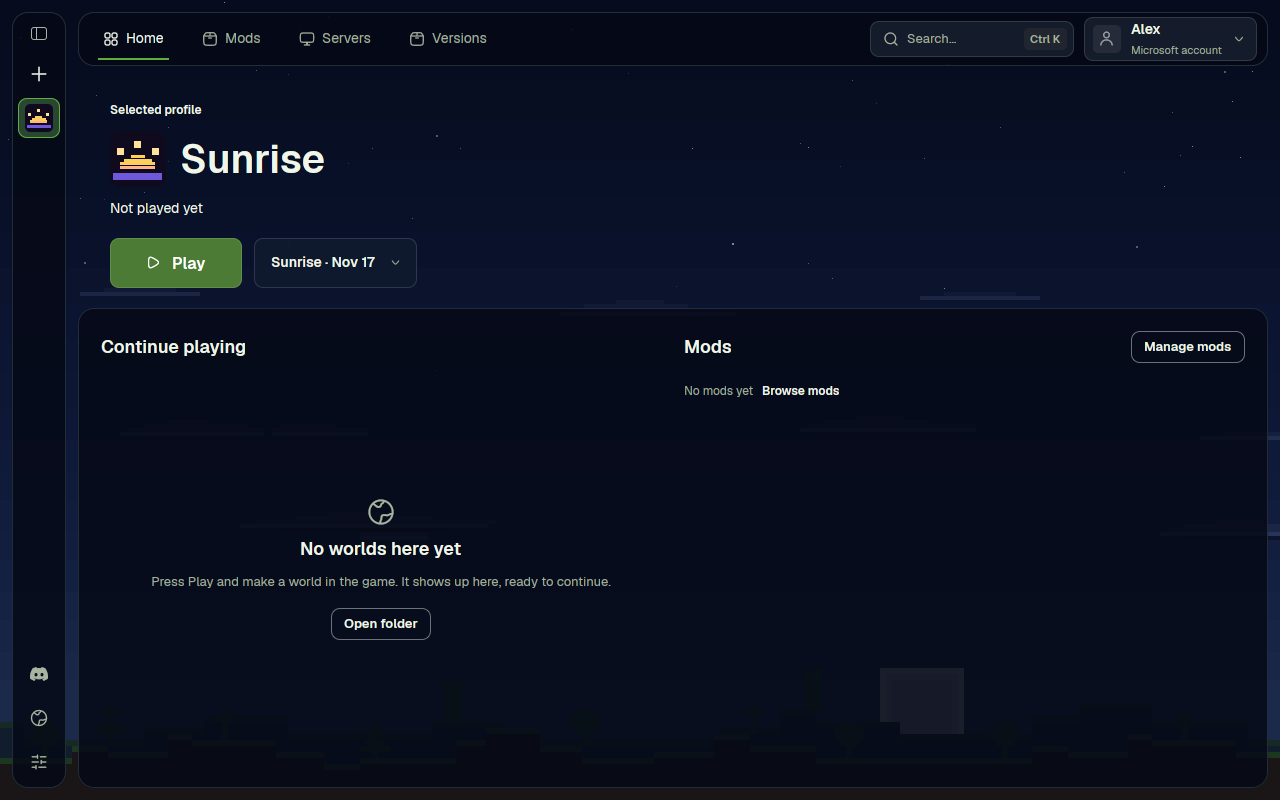 Home
Mods
Servers
Versions
Search...
Ctrl K
Alex
Microsoft account
Selected profile
Sunrise
Not played yet
Play
Sunrise · Nov 17
Continue playing
Mods
Manage mods
No mods yet Browse mods
No worlds here yet
Press Play and make a world in the game. It shows up here, ready to continue.
Open folder